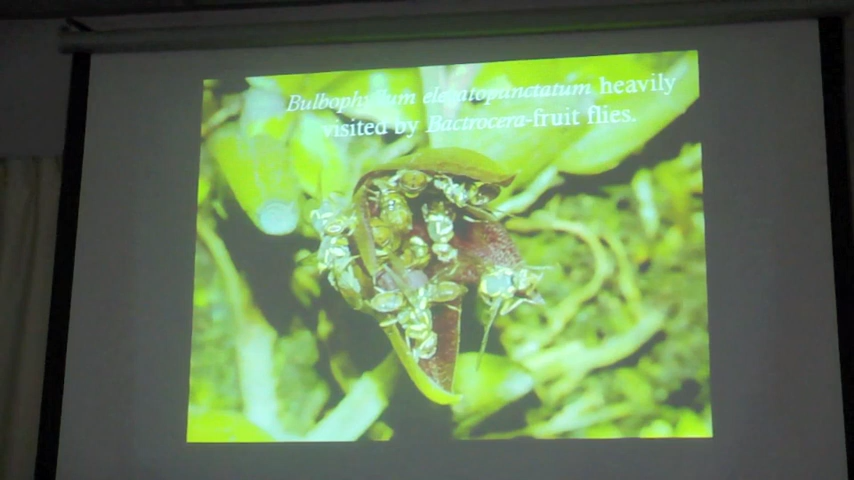 Bulbophyllum elevatopunctatum heavily
visited by Bactrocera-fruit flies.